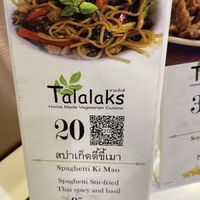 Talalaks
Home Made Vegetarian Cuisine
20
สปาเก็ตตี้ขี้เมา
Spaghetti Ki Mao
Spaghetti Stir-fried
Thai spicy and basil
3